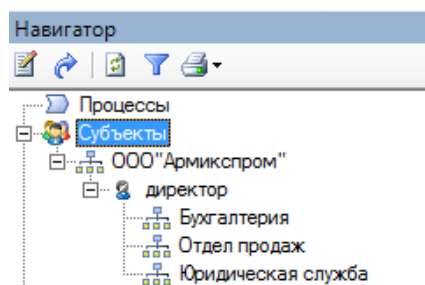 Навигатор
Процессы
Субъекты
ООО"Армикспром"
директор
Бухгалтерия
Отдел продаж
Юридическая служба